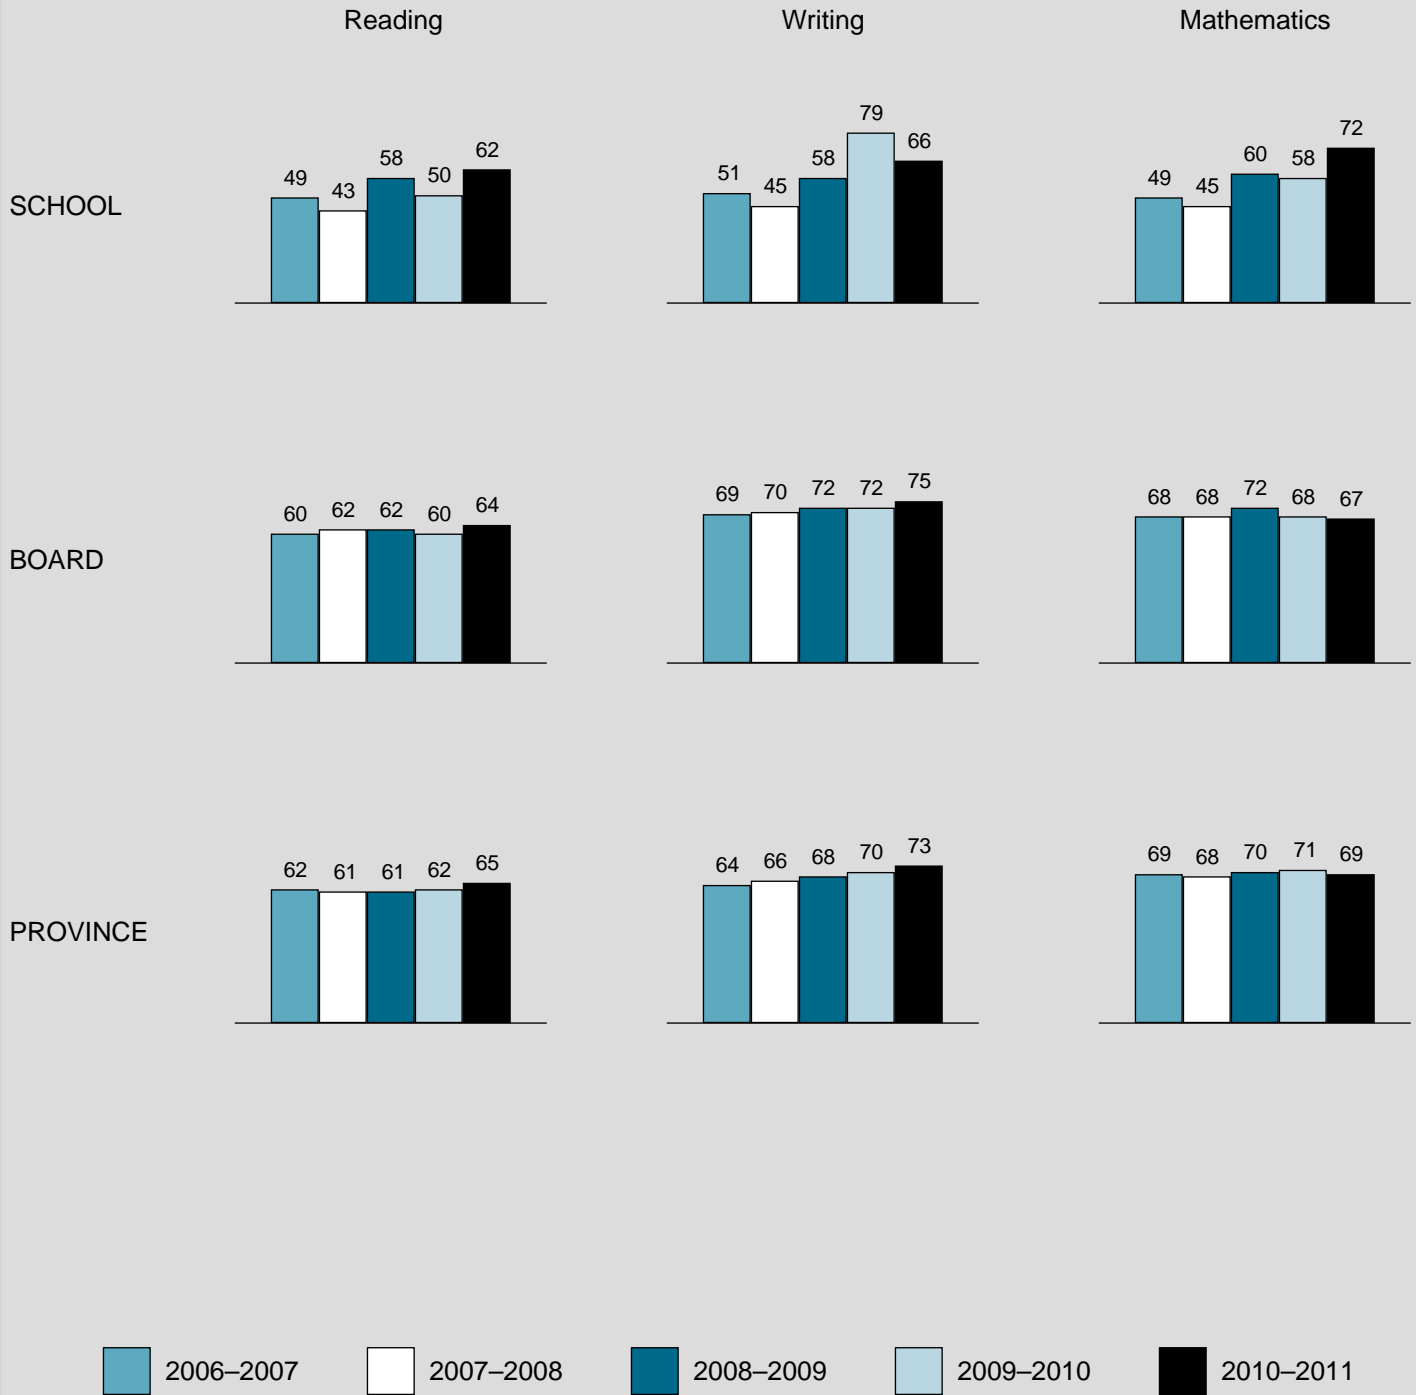 Reading Writing Mathematics
SCHOOL
49 43 58 50 62
51 45 58 79 66
49 45 60 58 72
BOARD
60 62 62 60 64
69 70 72 72 75
68 68 72 68 67
PROVINCE
62 61 61 62 65
64 66 68 70 73
69 68 70 71 69
2006–2007 2007–2008 2008–2009 2009–2010 2010–2011